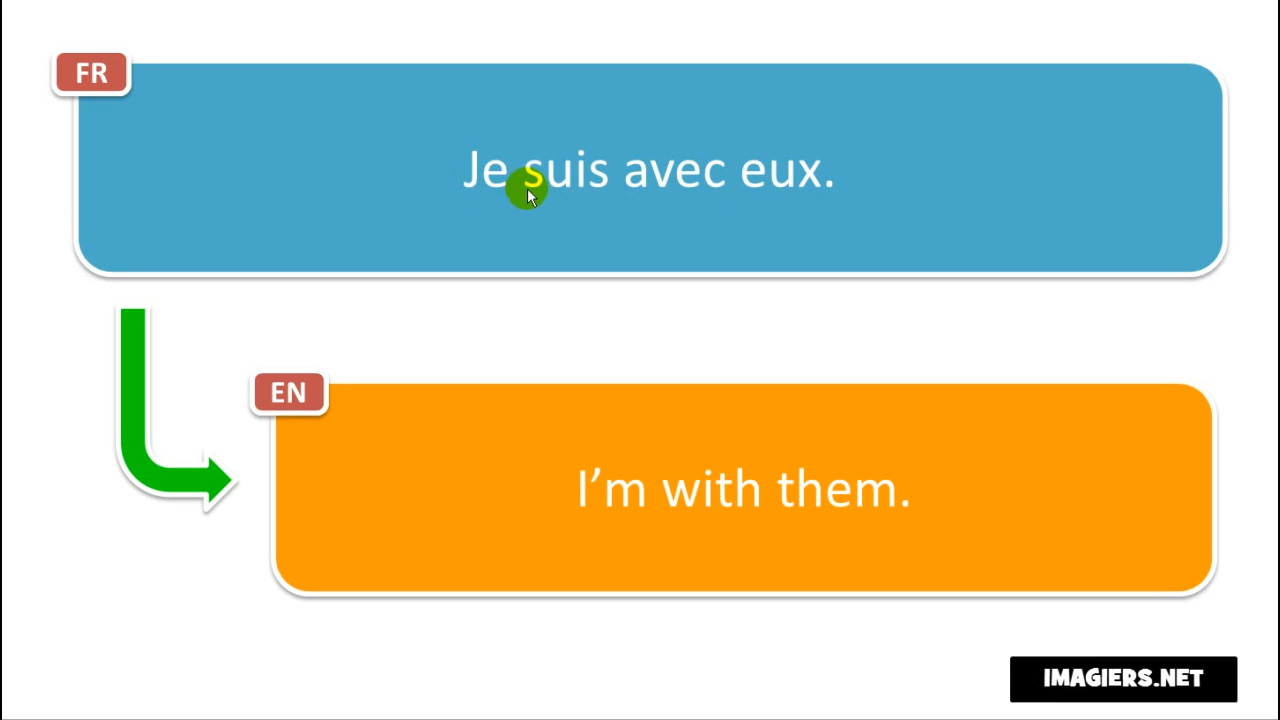 FR
Je suis avec eux.
EN
I’m with them.
IMAGIERS.NET